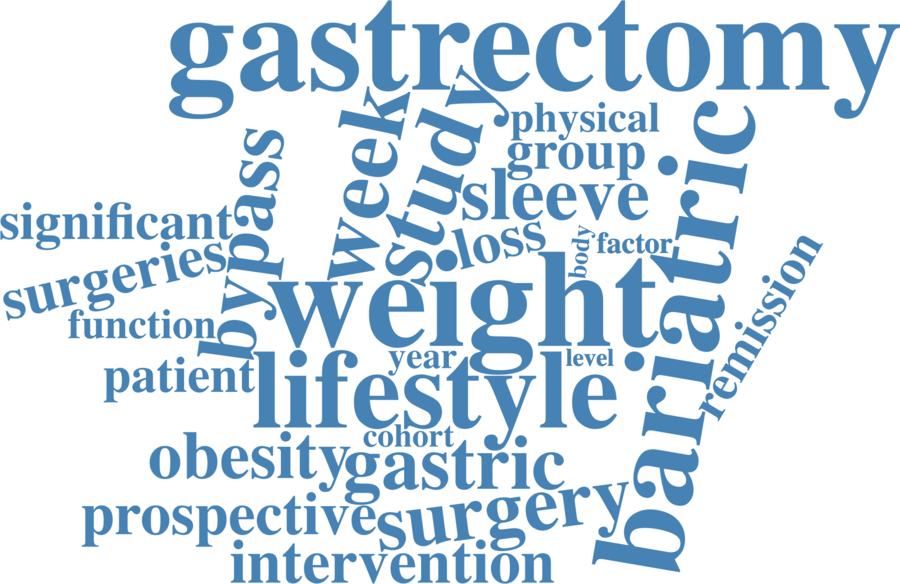 gastrectomy
week
study
physical
group
bariatric
bypass
sleeve
significant
loss
body
factor
surgeries
weight
remission
function
year
level
patient
lifestyle
cohort
obesity
gastric
prospective
surgery
intervention